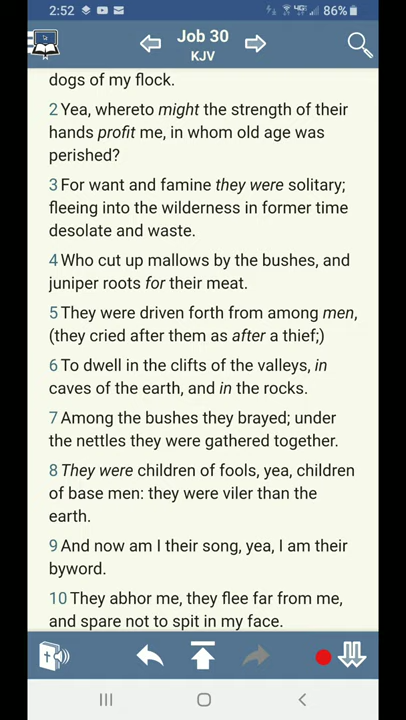 2:52
86%
Job 30
KJV
dogs of my flock.
2 Yea, whereto might the strength of their
hands profit me, in whom old age was
perished?
3 For want and famine they were solitary;
fleeing into the wilderness in former time
desolate and waste.
4 Who cut up mallows by the bushes, and
juniper roots for their meat.
5 They were driven forth from among men,
(they cried after them as after a thief;)
6 To dwell in the clifts of the valleys, in
caves of the earth, and in the rocks.
7 Among the bushes they brayed; under
the nettles they were gathered together.
8 They were children of fools, yea, children
of base men: they were viler than the
earth.
9 And now am I their song, yea, I am their
byword.
10 They abhor me, they flee far from me,
and spare not to spit in my face.